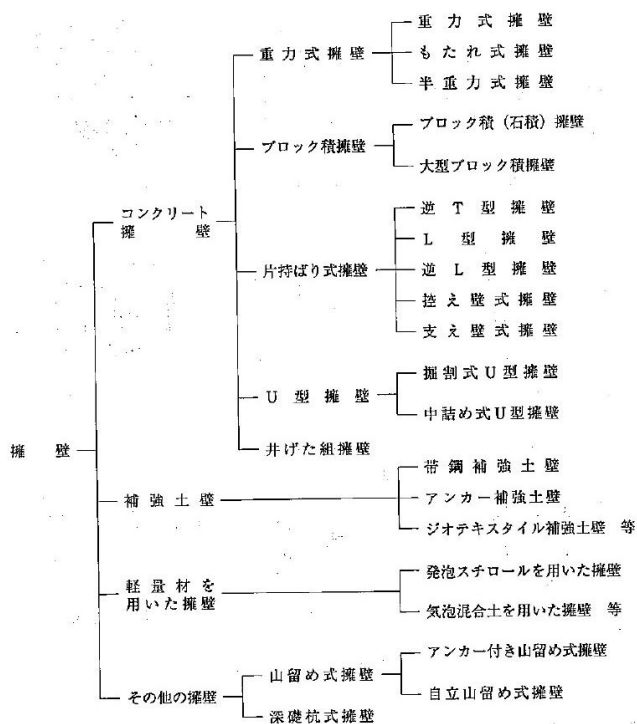 重力式擁壁
重力式擁壁
もたれ式擁壁
半重力式擁壁
ブロック積擁壁
ブロック積（石積）擁壁
大型ブロック積擁壁
コンクリート
擁壁
片持ばり式擁壁
逆T型擁壁
L型擁壁
逆L型擁壁
控え壁式擁壁
支え壁式擁壁
U型擁壁
掘割式U型擁壁
中詰め式U型擁壁
井げた組擁壁
擁壁
補強土壁
帯鋼補強土壁
アンカー補強土壁
ジオテキスタイル補強土壁 等
軽量材を
用いた擁壁
発泡スチロールを用いた擁壁
気泡混合土を用いた擁壁 等
その他の擁壁
山留め式擁壁
アンカー付き山留め式擁壁
自立山留め式擁壁
深礎杭式擁壁